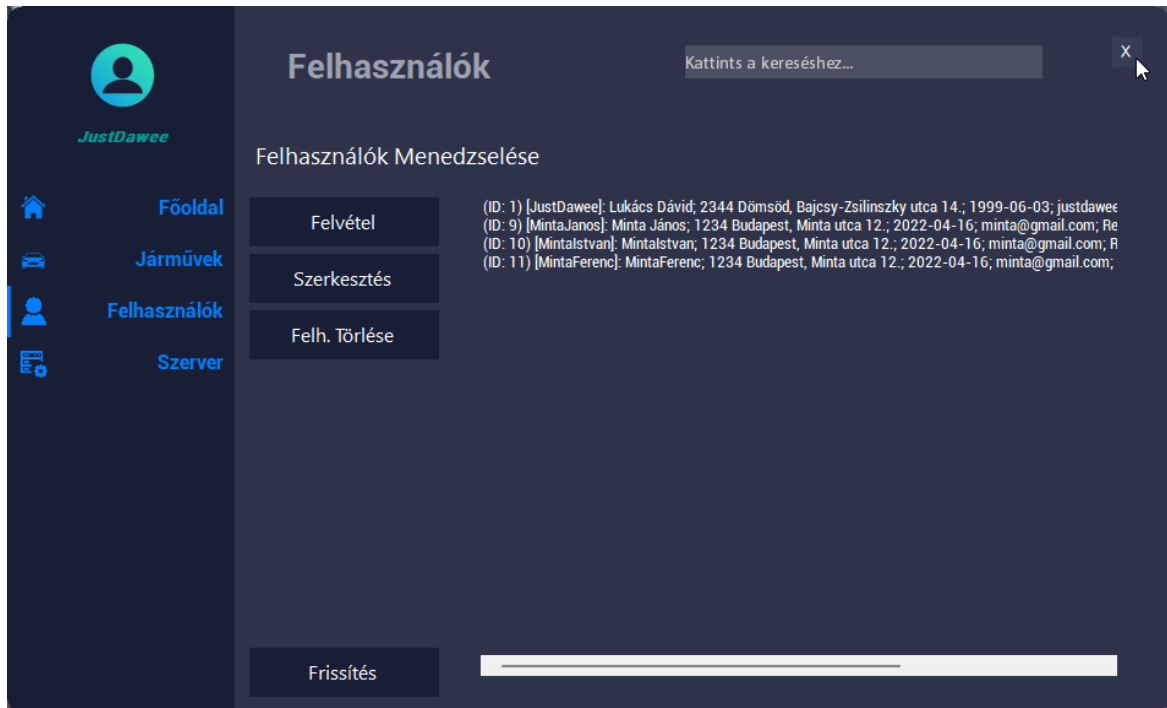 Felhasználók
Kattints a kereséshez...
X
JustDawee
Felhasználók Menedzselése
Főoldal
Járművek
Felhasználók
Szerver
Felvétel
Szerkesztés
Felh. Törlése
(ID: 1) [JustDawee]: Lukács Dávid; 2344 Dömsöd, Bajcsy-Zsilinszky utca 14.; 1999-06-03; justdawee
(ID: 9) [MintaJanos]: Minta János; 1234 Budapest, Minta utca 12.; 2022-04-16; minta@gmail.com; Re
(ID: 10) [MintaIstvan]: MintaIstvan; 1234 Budapest, Minta utca 12.; 2022-04-16; minta@gmail.com; R
(ID: 11) [MintaFerenc]: MintaFerenc; 1234 Budapest, Minta utca 12.; 2022-04-16; minta@gmail.com;
Frissítés